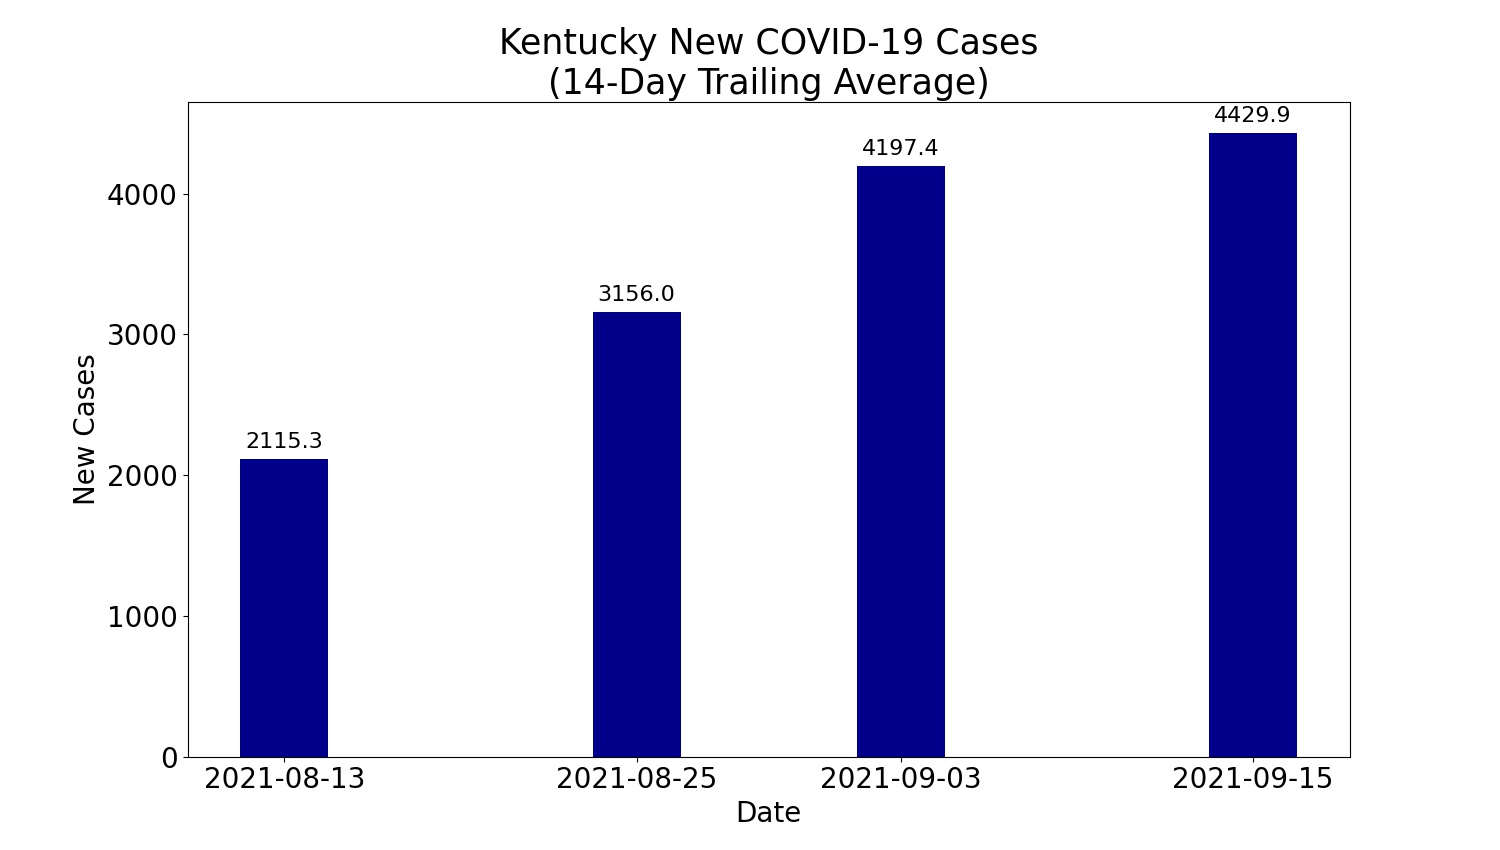 Kentucky New COVID-19 Cases
(14-Day Trailing Average)
4429.9
4197.4
4000
3156.0
3000
New Cases
2115.3
2000
1000
0
2021-08-13 2021-08-25 2021-09-03 2021-09-15
Date